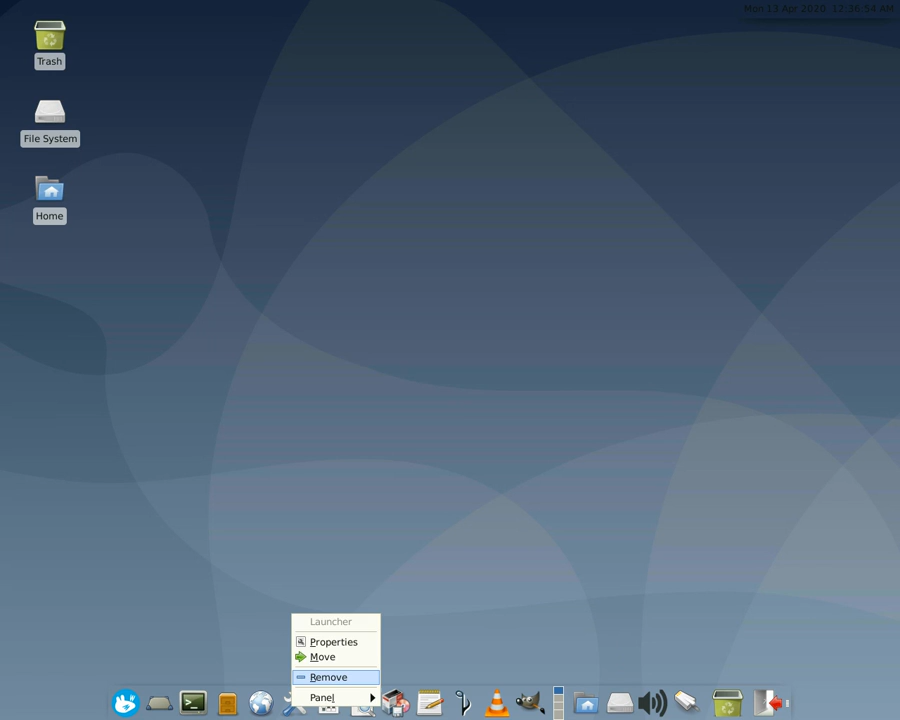 Mon 13 Apr 2020 12:36:54 AM
Trash
File System
Home
Launcher
Properties
Move
Remove
Panel